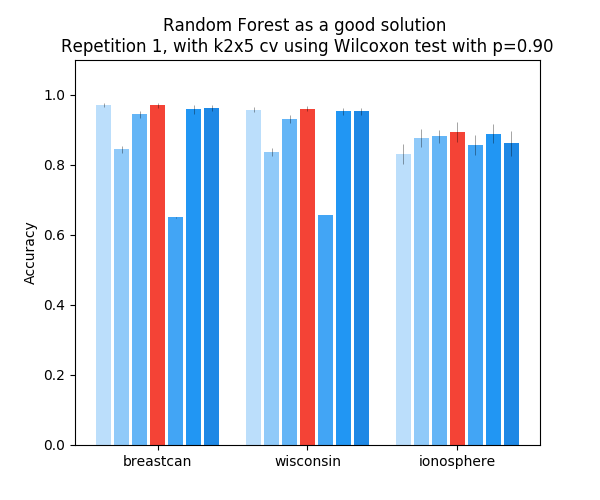 Random Forest as a good solution
Repetition 1, with k2x5 cv using Wilcoxon test with p=0.90
1.0
0.8
0.6
0.4
0.2
0.0
Accuracy
breastcan wisconsin ionosphere